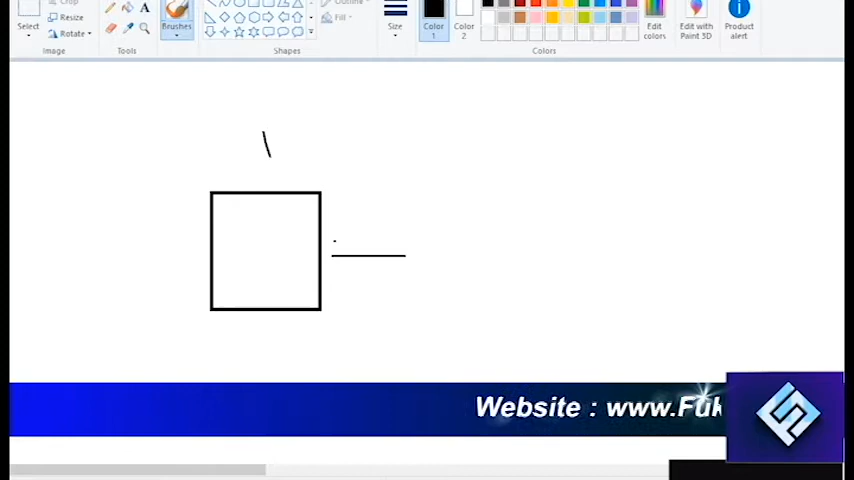 Crop
Select
Resize
Rotate
Image
A
Tools
Brushes
Outline
Fill
Shapes
Size
Color 1
Color 2
Colors
Edit colors
Edit with Paint 3D
Product alert
Website : www.Fuk